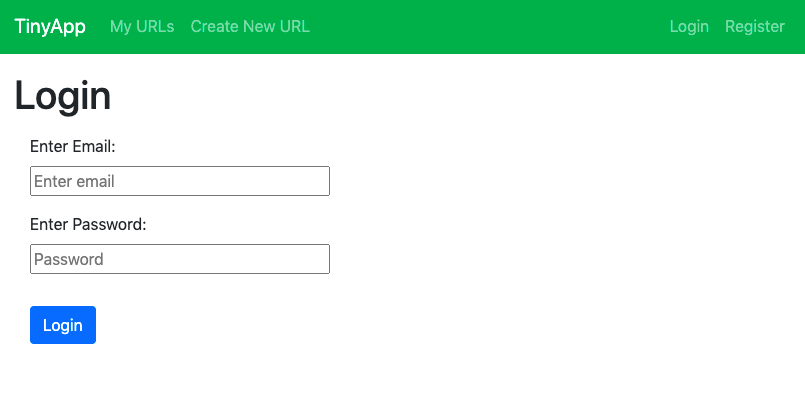 TinyApp My URLs Create New URL Login Register
Login
Enter Email:
Enter email
Enter Password:
Password
Login